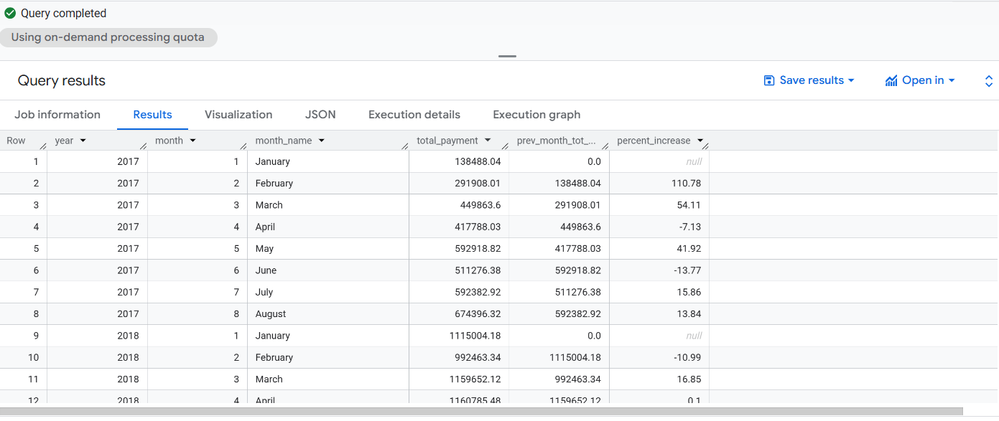 Query completed
Using on-demand processing quota
Query results Save results Open in
Job information Results Visualization JSON Execution details Execution graph
Row year month month_name total_payment prev_month_tot_... percent_increase
1 2017 1 January 138488.04 0.0 null
2 2017 2 February 291908.01 138488.04 110.78
3 2017 3 March 449863.6 291908.01 54.11
4 2017 4 April 417788.03 449863.6 -7.13
5 2017 5 May 592918.82 417788.03 41.92
6 2017 6 June 511276.38 592918.82 -13.77
7 2017 7 July 592382.92 511276.38 15.86
8 2017 8 August 674396.32 592382.92 13.84
9 2018 1 January 1115004.18 0.0 null
10 2018 2 February 992463.34 1115004.18 -10.99
11 2018 3 March 1159652.12 992463.34 16.85
12 2018 4 April 1160785.48 1159652.12 0.1